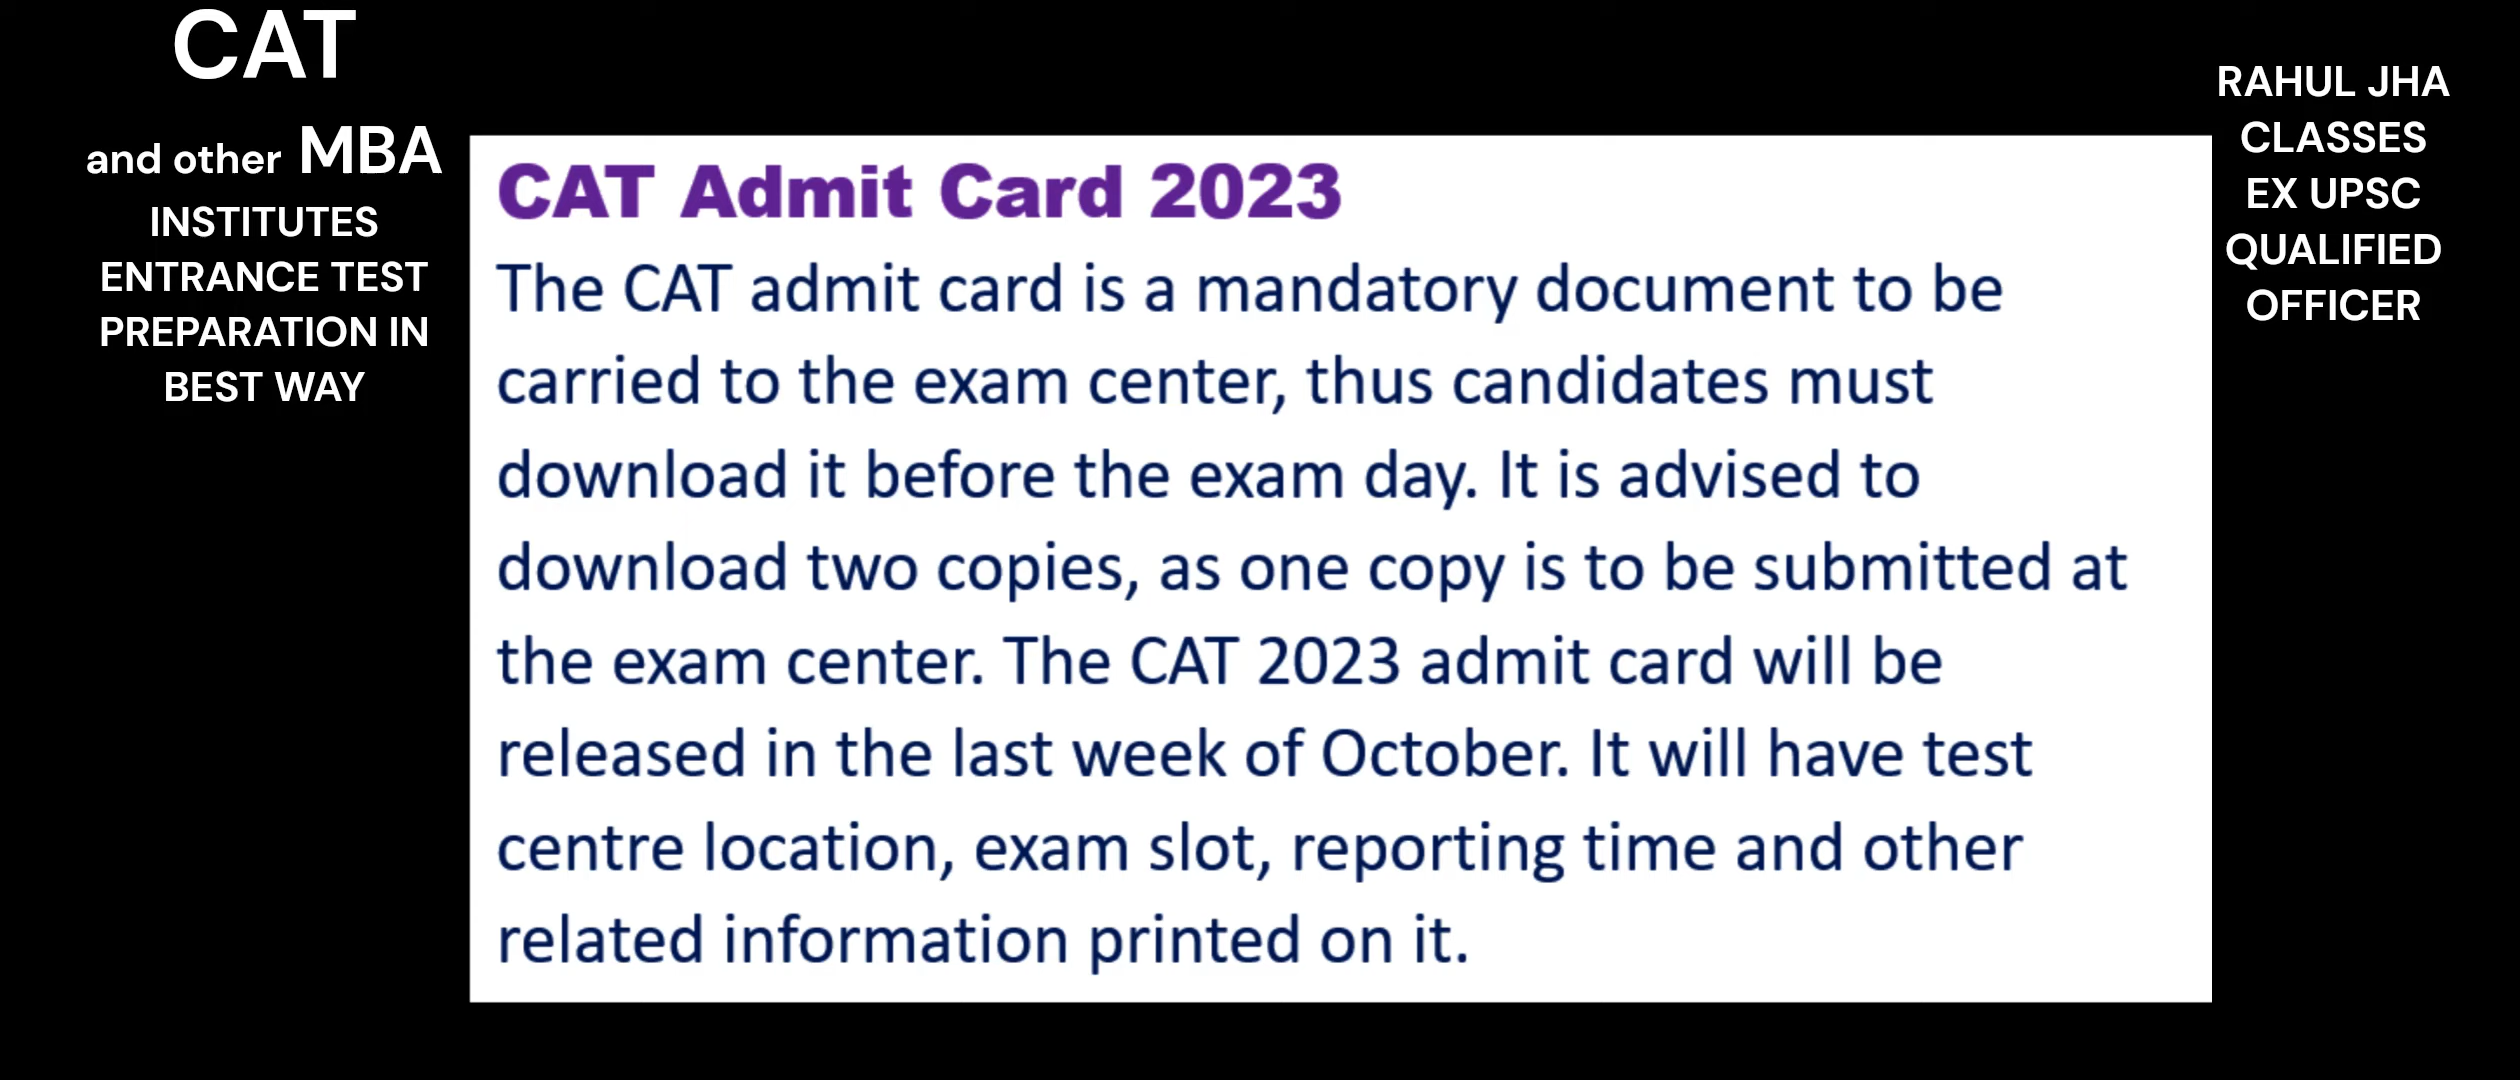 CAT
and other MBA
INSTITUTES
ENTRANCE TEST
PREPARATION IN
BEST WAY
CAT Admit Card 2023
The CAT admit card is a mandatory document to be
carried to the exam center, thus candidates must
download it before the exam day. It is advised to
download two copies, as one copy is to be submitted at
the exam center. The CAT 2023 admit card will be
released in the last week of October. It will have test
centre location, exam slot, reporting time and other
related information printed on it.
RAHUL JHA
CLASSES
EX UPSC
QUALIFIED
OFFICER